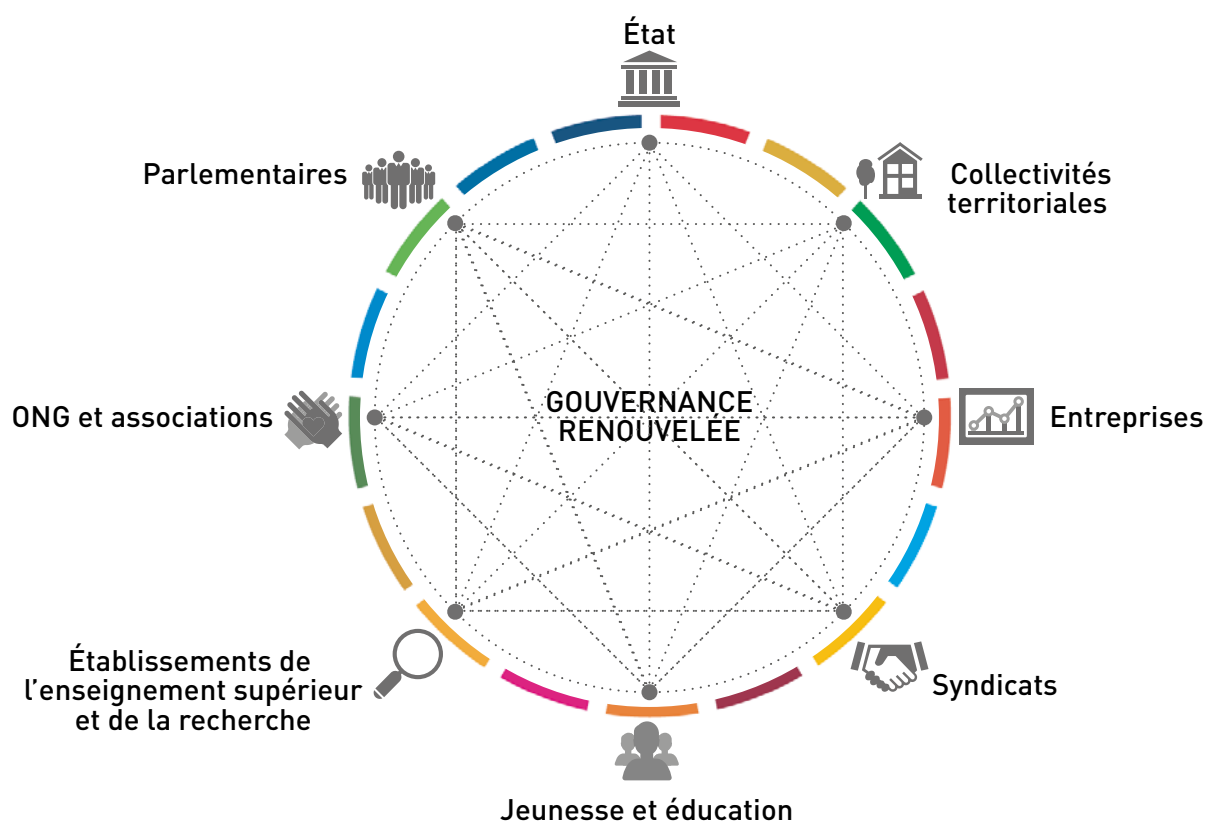 État
Parlementaires
Collectivités
territoriales
GOUVERNANCE
RENOUVELÉE
ONG et associations
Entreprises
Établissements de
l’enseignement supérieur
et de la recherche
Syndicats
Jeunesse et éducation